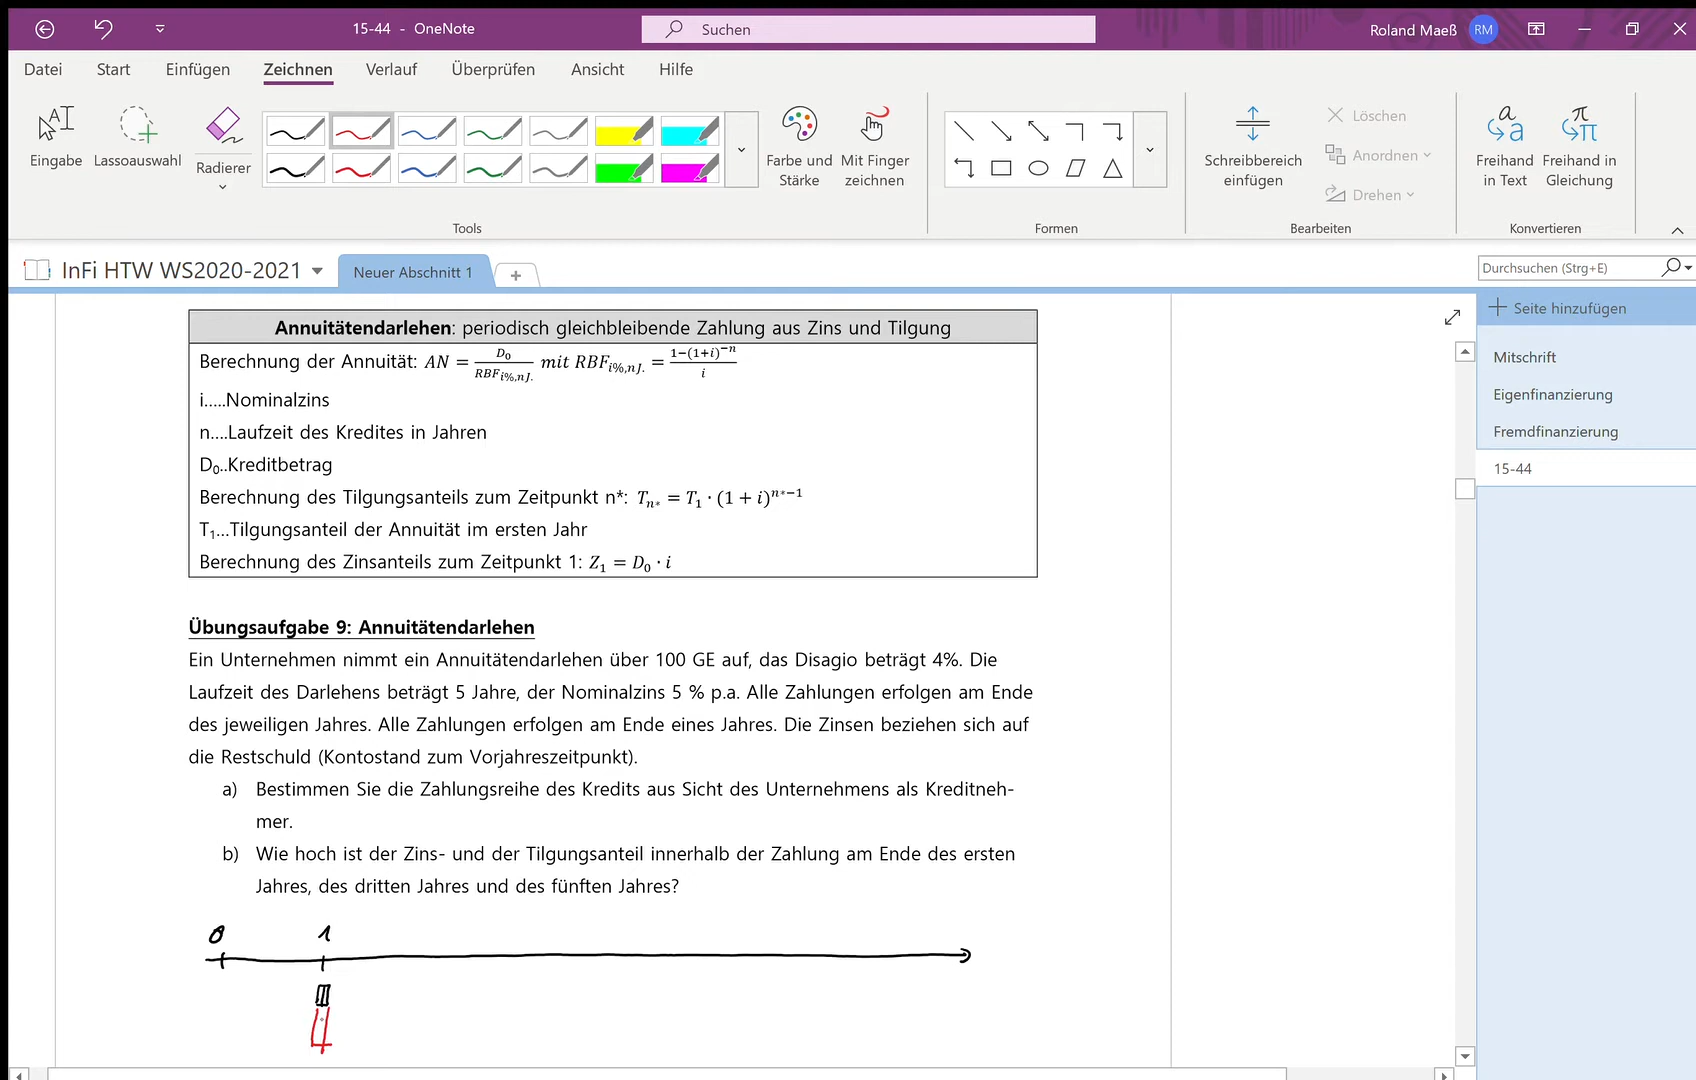 15-44 - OneNote
Suchen
Roland Maeß RM
Datei Start Einfügen Zeichnen Verlauf Überprüfen Ansicht Hilfe
Eingabe Lassoauswahl Radierer
Farbe und Stärke
Mit Finger zeichnen
Schreibbereich einfügen
Löschen
Anordnen
Drehen
Freihand in Text
Freihand in Gleichung
Tools Formen Bearbeiten Konvertieren
InFi HTW WS2020-2021 Neuer Abschnitt 1 +
Durchsuchen (Strg+E)
Seite hinzufügen
Mitschrift
Eigenfinanzierung
Fremdfinanzierung
15-44
Annuitätendarlehen: periodisch gleichbleibende Zahlung aus Zins und Tilgung
Berechnung der Annuität: AN = D₀ / RBF_{i%,nJ.} mit RBF_{i%,nJ.} = (1−(1+i)^{−n}) / i
i.....Nominalzins
n....Laufzeit des Kredites in Jahren
D₀..Kreditbetrag
Berechnung des Tilgungsanteils zum Zeitpunkt n*: T_{n*} = T₁ · (1 + i)^{n*−1}
T₁...Tilgungsanteil der Annuität im ersten Jahr
Berechnung des Zinsanteils zum Zeitpunkt 1: Z₁ = D₀ · i
Übungsaufgabe 9: Annuitätendarlehen
Ein Unternehmen nimmt ein Annuitätendarlehen über 100 GE auf, das Disagio beträgt 4%. Die
Laufzeit des Darlehens beträgt 5 Jahre, der Nominalzins 5 % p.a. Alle Zahlungen erfolgen am Ende
des jeweiligen Jahres. Alle Zahlungen erfolgen am Ende eines Jahres. Die Zinsen beziehen sich auf
die Restschuld (Kontostand zum Vorjahreszeitpunkt).
a) Bestimmen Sie die Zahlungsreihe des Kredits aus Sicht des Unternehmens als Kreditneh-
mer.
b) Wie hoch ist der Zins- und der Tilgungsanteil innerhalb der Zahlung am Ende des ersten
Jahres, des dritten Jahres und des fünften Jahres?
0 1